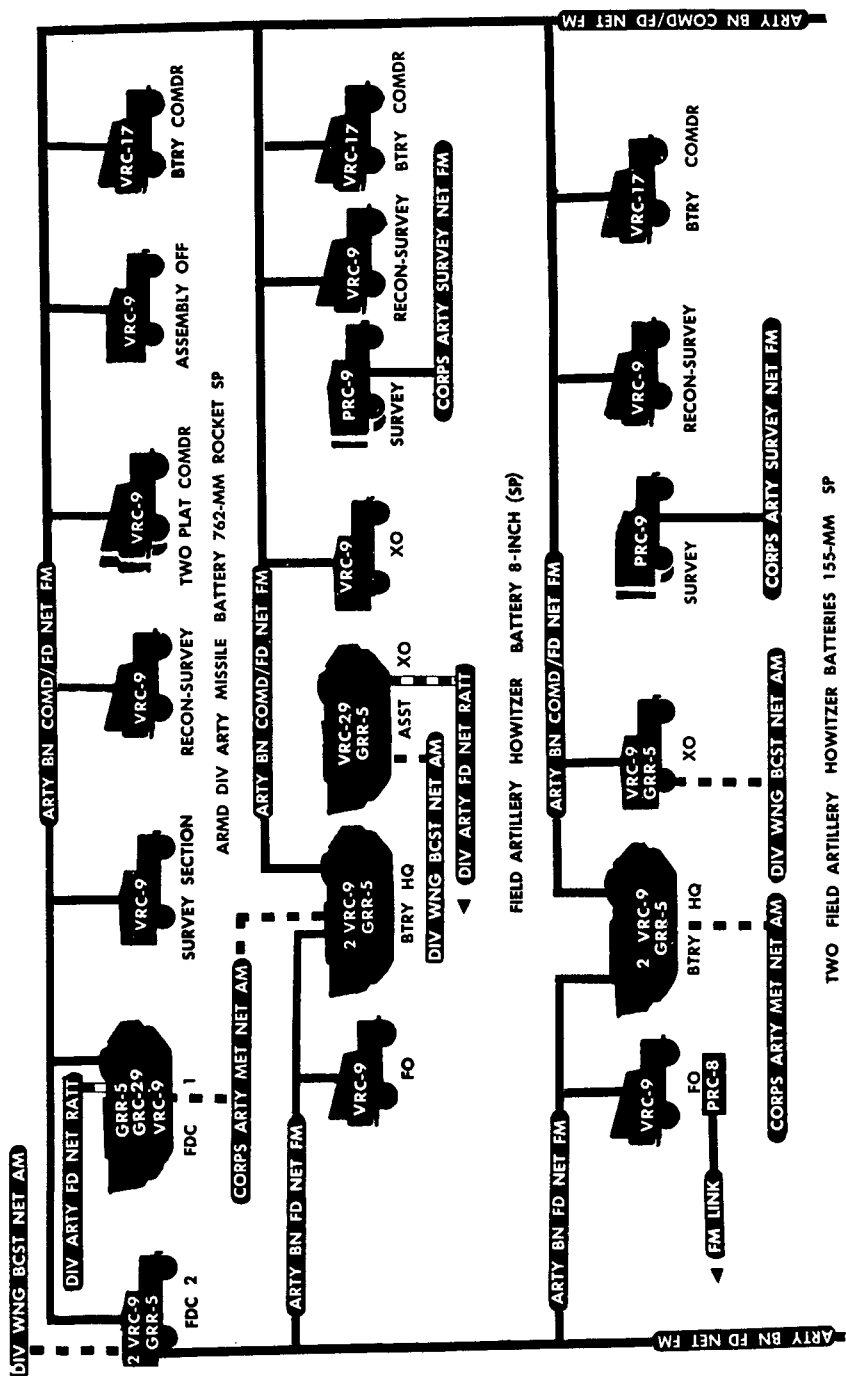 DIV WNG BCST NET AM
2 VRC-9
GRR-5
FDC 2
DIV ARTY FD NET RATT
GRR-5
GRC-29
VRC-9
FDC 1
VRC-9
SURVEY SECTION
VRC-9
RECON-SURVEY
ARTY BN COMD/FD NET FM
VRC-9
TWO PLAT COMDR
VRC-9
ASSEMBLY OFF
VRC-17
BTRY COMDR
ARMD DIV ARTY MISSILE BATTERY 762-MM ROCKET SP
CORPS ARTY MET NET AM
ARTY BN FD NET FM
VRC-9
FO
2 VRC-9
GRR-5
BTRY HQ
VRC-29
GRR-5
ASST XO
DIV WNG BCST NET AM
DIV ARTY FD NET RATT
ARTY BN COMD/FD NET FM
VRC-9
XO
PRC-9
SURVEY
CORPS ARTY SURVEY NET FM
VRC-9
RECON-SURVEY
VRC-17
BTRY COMDR
FIELD ARTILLERY HOWITZER BATTERY 8-INCH (SP)
ARTY BN FD NET FM
VRC-9
FO
PRC-8
FM LINK
2 VRC-9
GRR-5
BTRY HQ
CORPS ARTY MET NET AM
VRC-9
GRR-5
XO
DIV WNG BCST NET AM
ARTY BN COMD/FD NET FM
PRC-9
SURVEY
CORPS ARTY SURVEY NET FM
VRC-9
RECON-SURVEY
VRC-17
BTRY COMDR
TWO FIELD ARTILLERY HOWITZER BATTERIES 155-MM SP
ARTY BN FD NET FM
ARTY BN COMD/FD NET FM